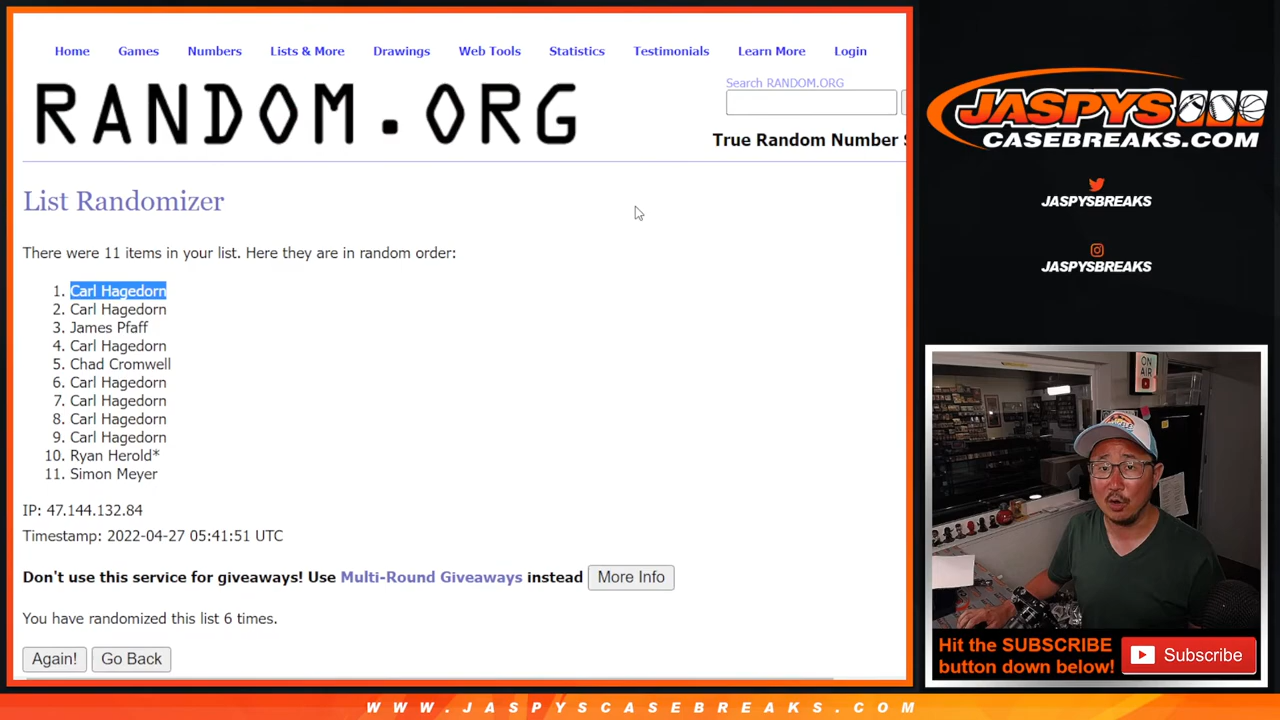 Home Games Numbers Lists & More Drawings Web Tools Statistics Testimonials Learn More Login
Search RANDOM.ORG
RANDOM.ORG
True Random Number S
List Randomizer
There were 11 items in your list. Here they are in random order:
1. Carl Hagedorn
2. Carl Hagedorn
3. James Pfaff
4. Carl Hagedorn
5. Chad Cromwell
6. Carl Hagedorn
7. Carl Hagedorn
8. Carl Hagedorn
9. Carl Hagedorn
10. Ryan Herold*
11. Simon Meyer
IP: 47.144.132.84
Timestamp: 2022-04-27 05:41:51 UTC
Don't use this service for giveaways! Use Multi-Round Giveaways instead More Info
You have randomized this list 6 times.
Again! Go Back
JASPYS
CASEBREAKS.COM
JASPYSBREAKS
JASPYSBREAKS
ON
AIR
Hit the SUBSCRIBE
button down below!
Subscribe
WWW.JASPYSCASEBREAKS.COM